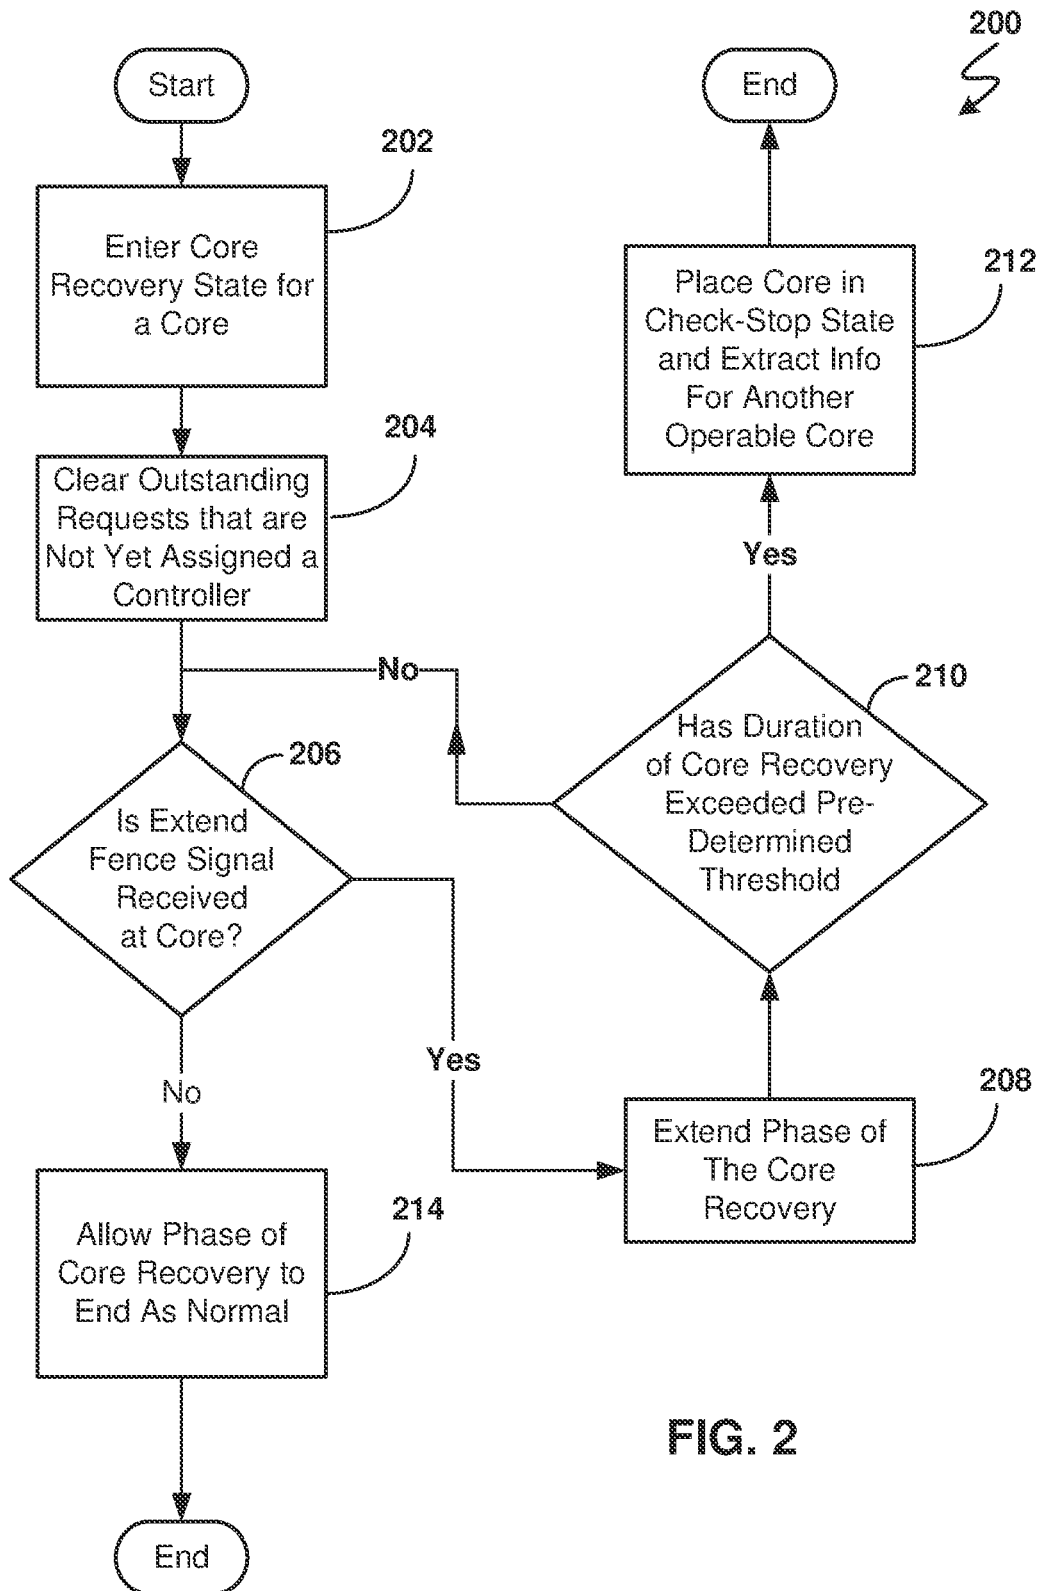 200
Start
202
Enter Core
Recovery State for
a Core
204
Clear Outstanding
Requests that are
Not Yet Assigned a
Controller
206
Is Extend
Fence Signal
Received
at Core?
No
214
Allow Phase of
Core Recovery to
End As Normal
End
Yes
208
Extend Phase of
The Core
Recovery
210
Has Duration
of Core Recovery
Exceeded Pre-
Determined
Threshold
No
Yes
212
Place Core in
Check-Stop State
and Extract Info
For Another
Operable Core
End
FIG. 2